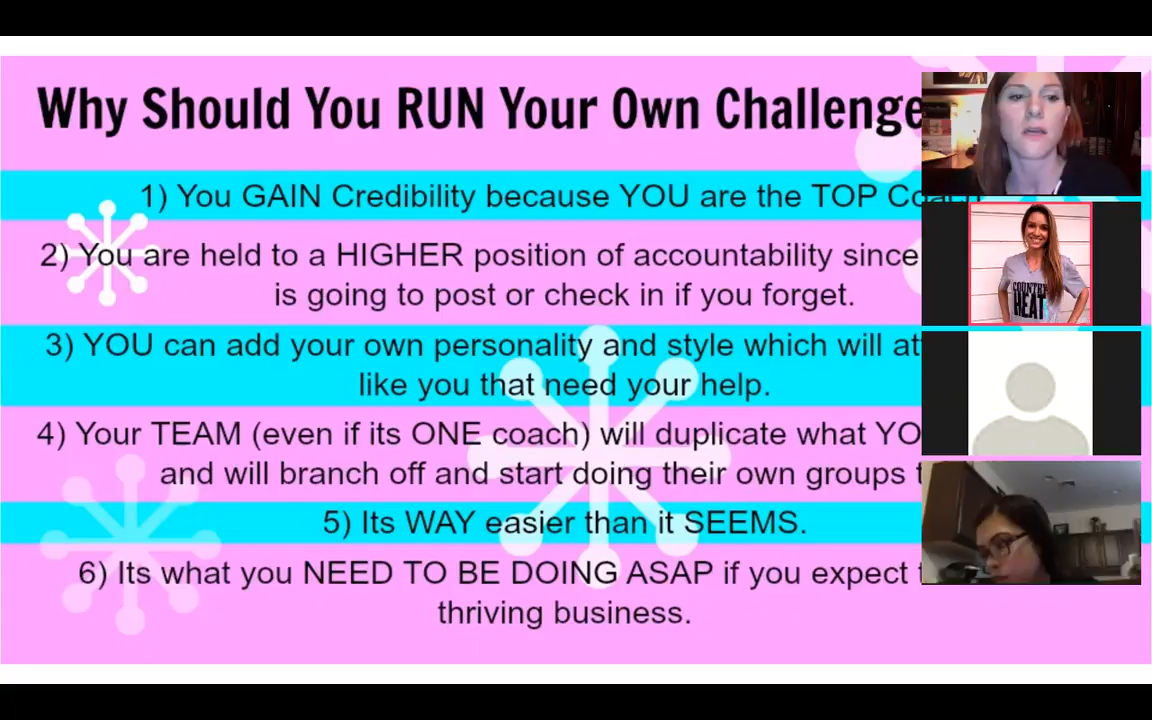 Why Should You RUN Your Own Challenge
1) You GAIN Credibility because YOU are the TOP Coach
2) You are held to a HIGHER position of accountability since
is going to post or check in if you forget.
3) YOU can add your own personality and style which will
like you that need your help.
4) Your TEAM (even if its ONE coach) will duplicate what
and will branch off and start doing their own groups
5) Its WAY easier than it SEEMS.
6) Its what you NEED TO BE DOING ASAP if you expect
thriving business.
COUNTRY
HEAT